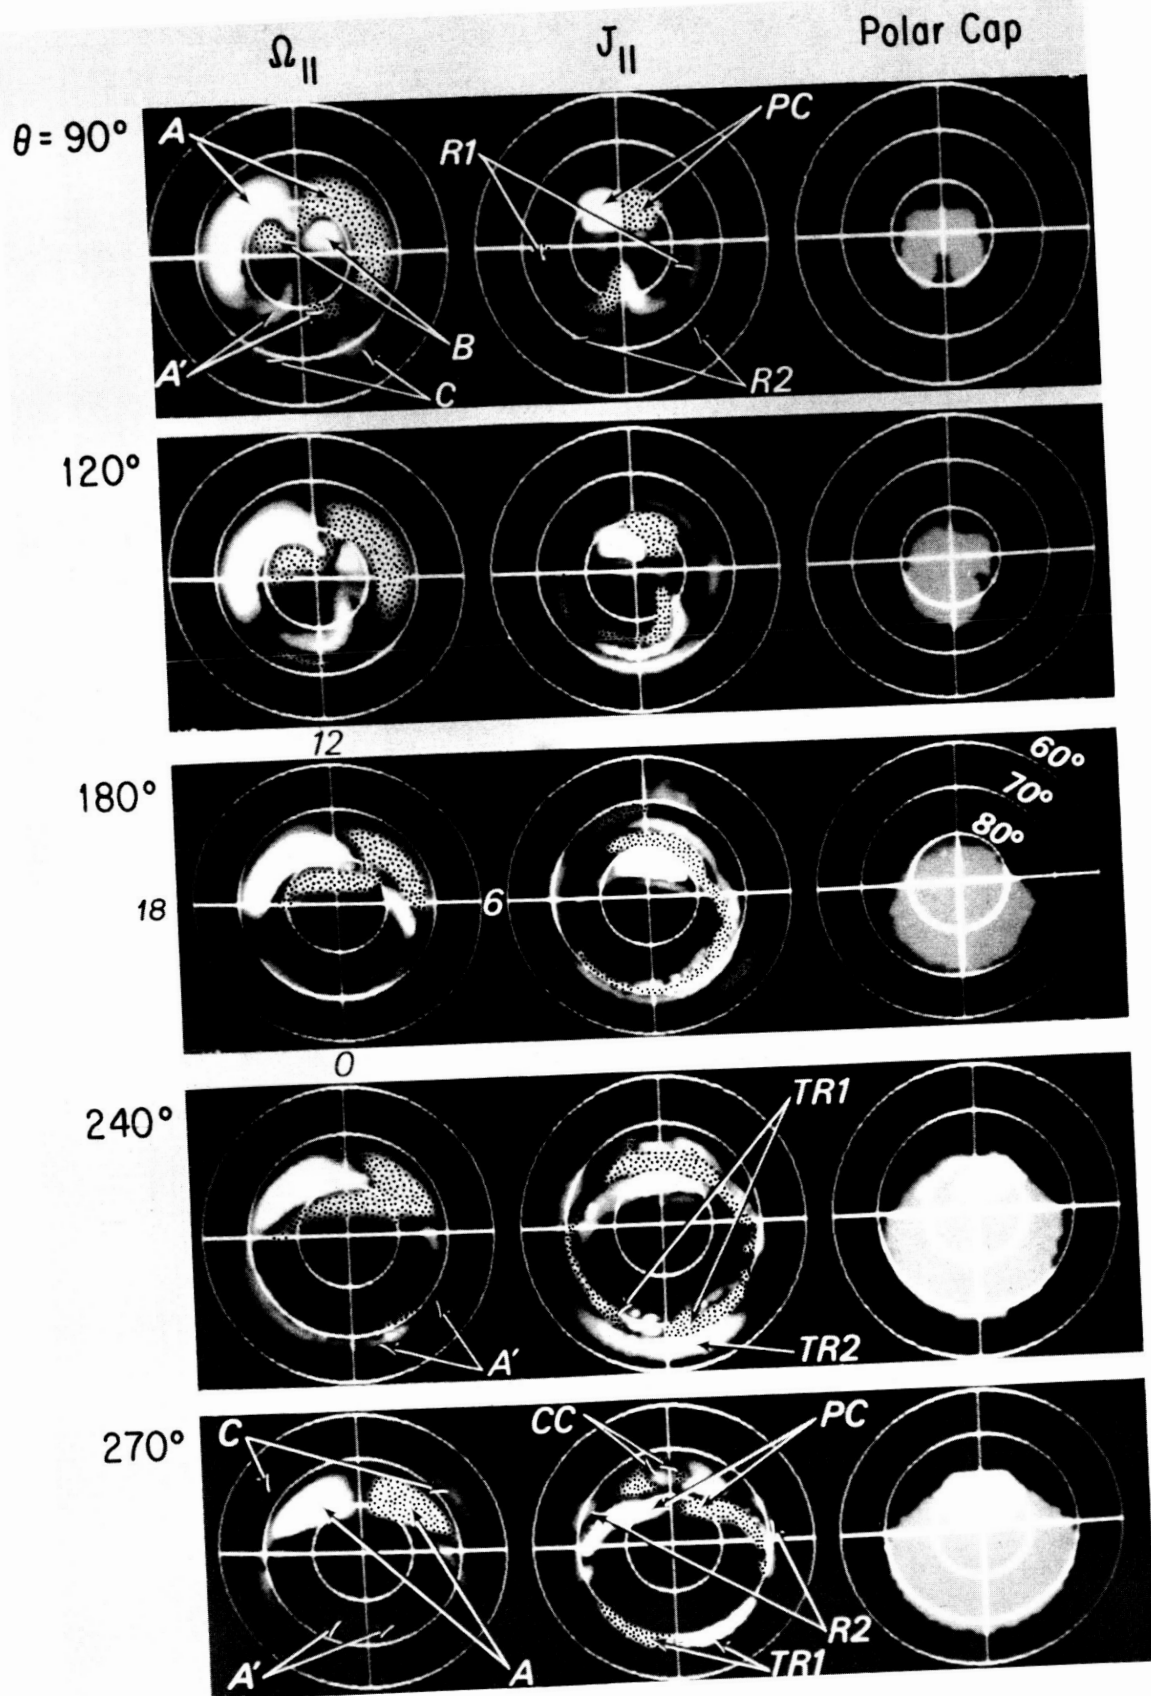 Ω|| J|| Polar Cap
θ = 90° A R1 PC
A' B C R2
120°
12
180° 60°
70°
80°
18 6
0
240° TR1
A' TR2
270° C CC PC
A' A TR1 R2